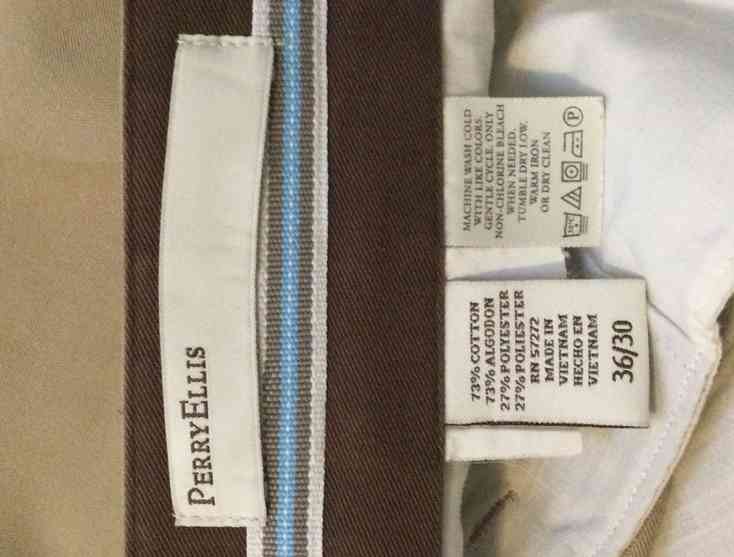 PERRY ELLIS
MACHINE WASH COLD
WITH LIKE COLORS.
GENTLE CYCLE. ONLY
NON-CHLORINE BLEACH
WHEN NEEDED.
TUMBLE DRY LOW.
WARM IRON
OR DRY CLEAN
30°C
P
73% COTTON
73% ALGODON
27% POLYESTER
27% POLIESTER
RN 57272
MADE IN
VIETNAM
HECHO EN
VIETNAM
36/30